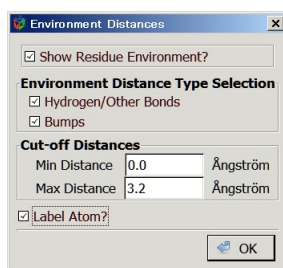 Environment Distances
Show Residue Environment?
Environment Distance Type Selection
Hydrogen/Other Bonds
Bumps
Cut-off Distances
Min Distance 0.0 Ångström
Max Distance 3.2 Ångström
Label Atom?
OK